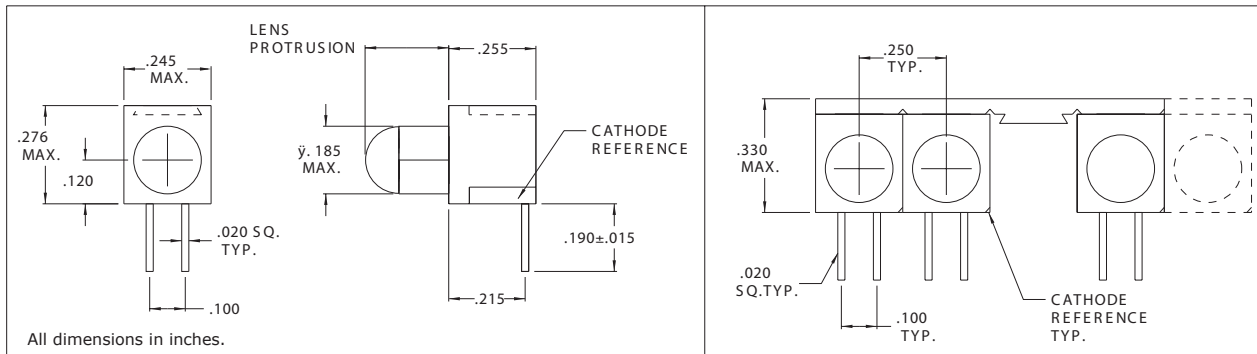 LENS
PROTRUSION
.255
.245
MAX.
.276
MAX.
.120
ÿ. 185
MAX.
CATHODE
REFERENCE
.020 SQ.
TYP.
.190±.015
.100
.215
All dimensions in inches.
.250
TYP.
.330
MAX.
.020
SQ.TYP.
.100
TYP.
CATHODE
REFERENCE
TYP.